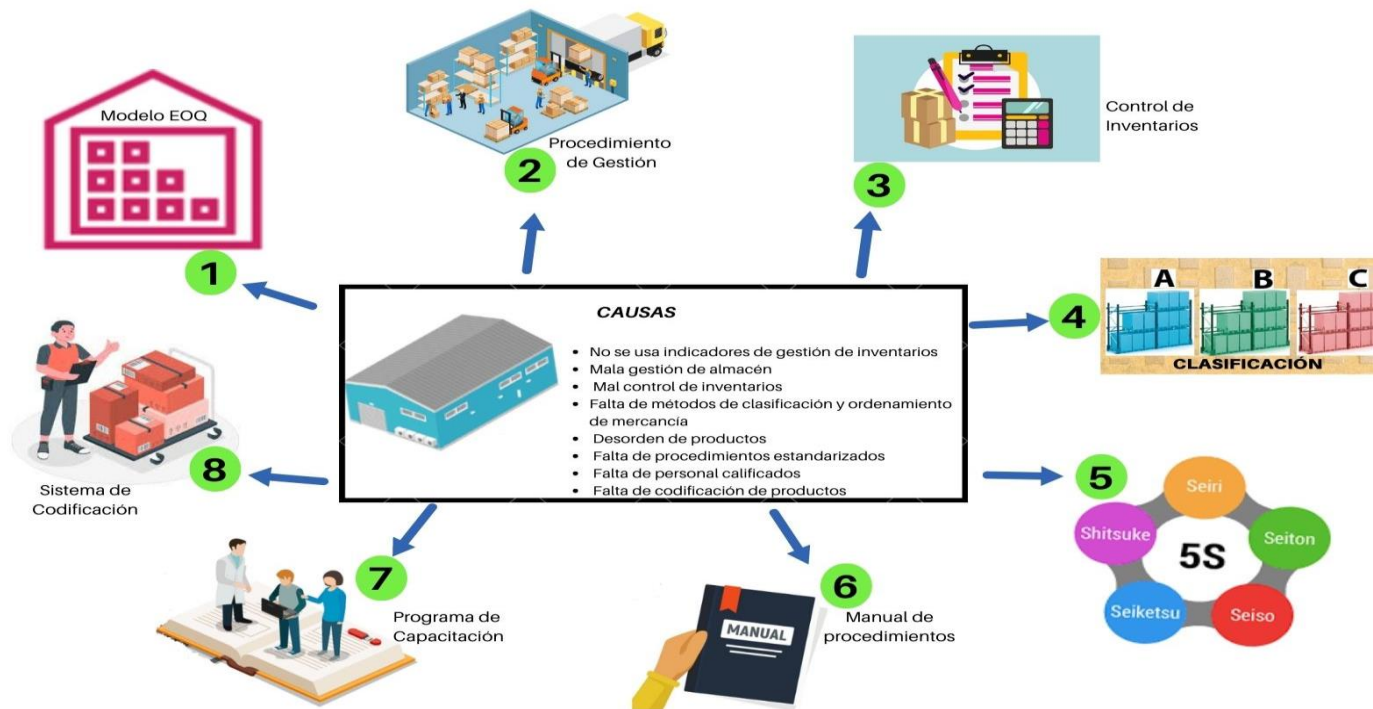 Modelo EOQ
1
Procedimiento
de Gestión
2
Control de
Inventarios
3
A B C
4
CLASIFICACIÓN
CAUSAS
• No se usa indicadores de gestión de inventarios
• Mala gestión de almacén
• Mal control de inventarios
• Falta de métodos de clasificación y ordenamiento
de mercancía
• Desorden de productos
• Falta de procedimientos estandarizados
• Falta de personal calificados
• Falta de codificación de productos
5
Seiri
Shitsuke
5S
Seiton
Seiketsu
Seiso
6
Manual de
procedimientos
MANUAL
7
Programa de
Capacitación
8
Sistema de
Codificación